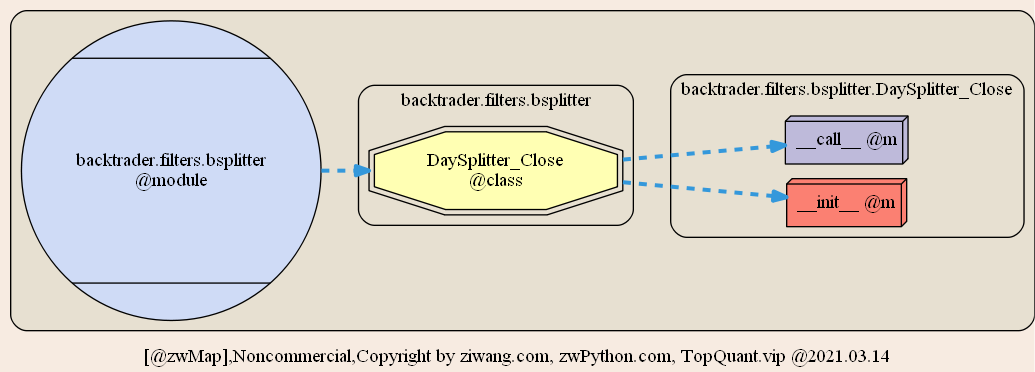 backtrader.filters.bsplitter
@module
backtrader.filters.bsplitter
DaySplitter_Close
@class
backtrader.filters.bsplitter.DaySplitter_Close
__call__ @m
__init__ @m
[@zwMap],Noncommercial,Copyright by ziwang.com, zwPython.com, TopQuant.vip @2021.03.14